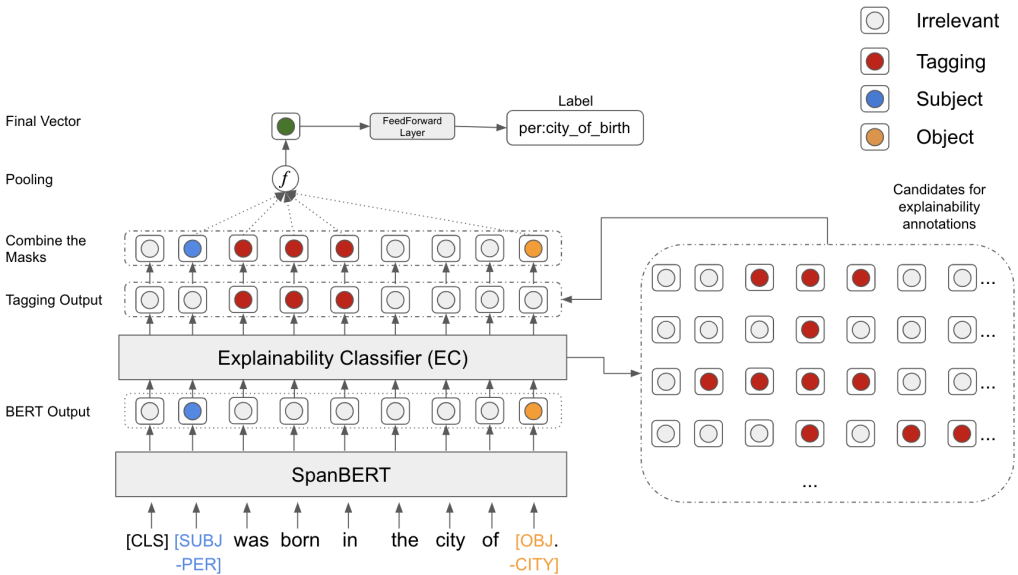 Irrelevant
Tagging
Subject
Object
Final Vector
FeedForward
Layer
Label
per:city_of_birth
Pooling
f
Candidates for
explainability
annotations
Combine the
Masks
Tagging Output
...
...
Explainability Classifier (EC)
...
BERT Output
...
...
SpanBERT
[CLS] [SUBJ was born in the city of [OBJ.
-PER] -CITY]